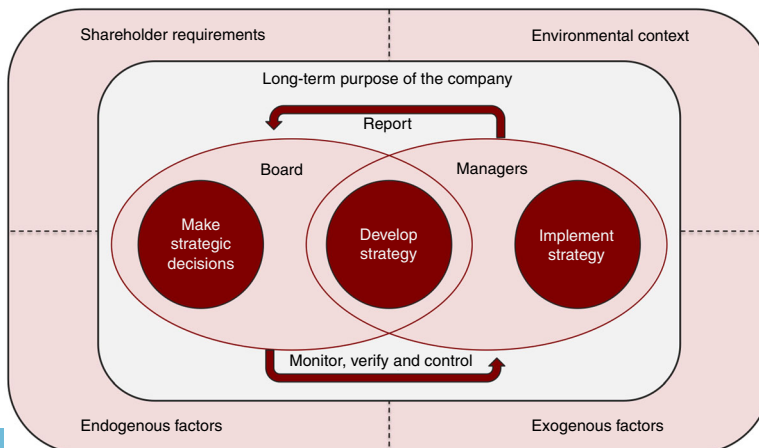 Shareholder requirements
Environmental context
Long-term purpose of the company
Report
Board
Managers
Make
strategic
decisions
Develop
strategy
Implement
strategy
Monitor, verify and control
Endogenous factors
Exogenous factors